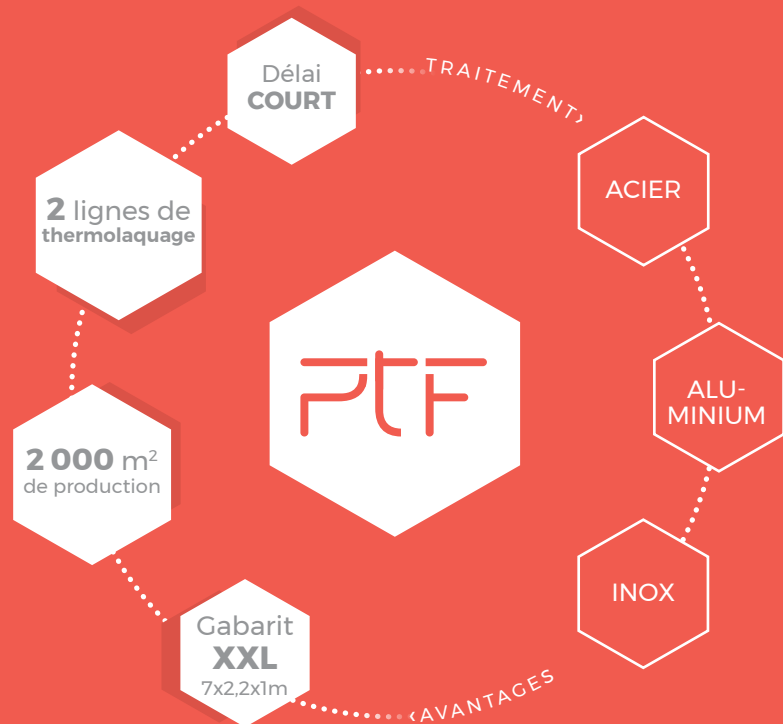 Délai
COURT
TRAITEMENT›
ACIER
2 lignes de
thermolaquage
PTF
ALU-
MINIUM
2 000 m²
de production
INOX
Gabarit
XXL
7x2,2x1m
‹AVANTAGES